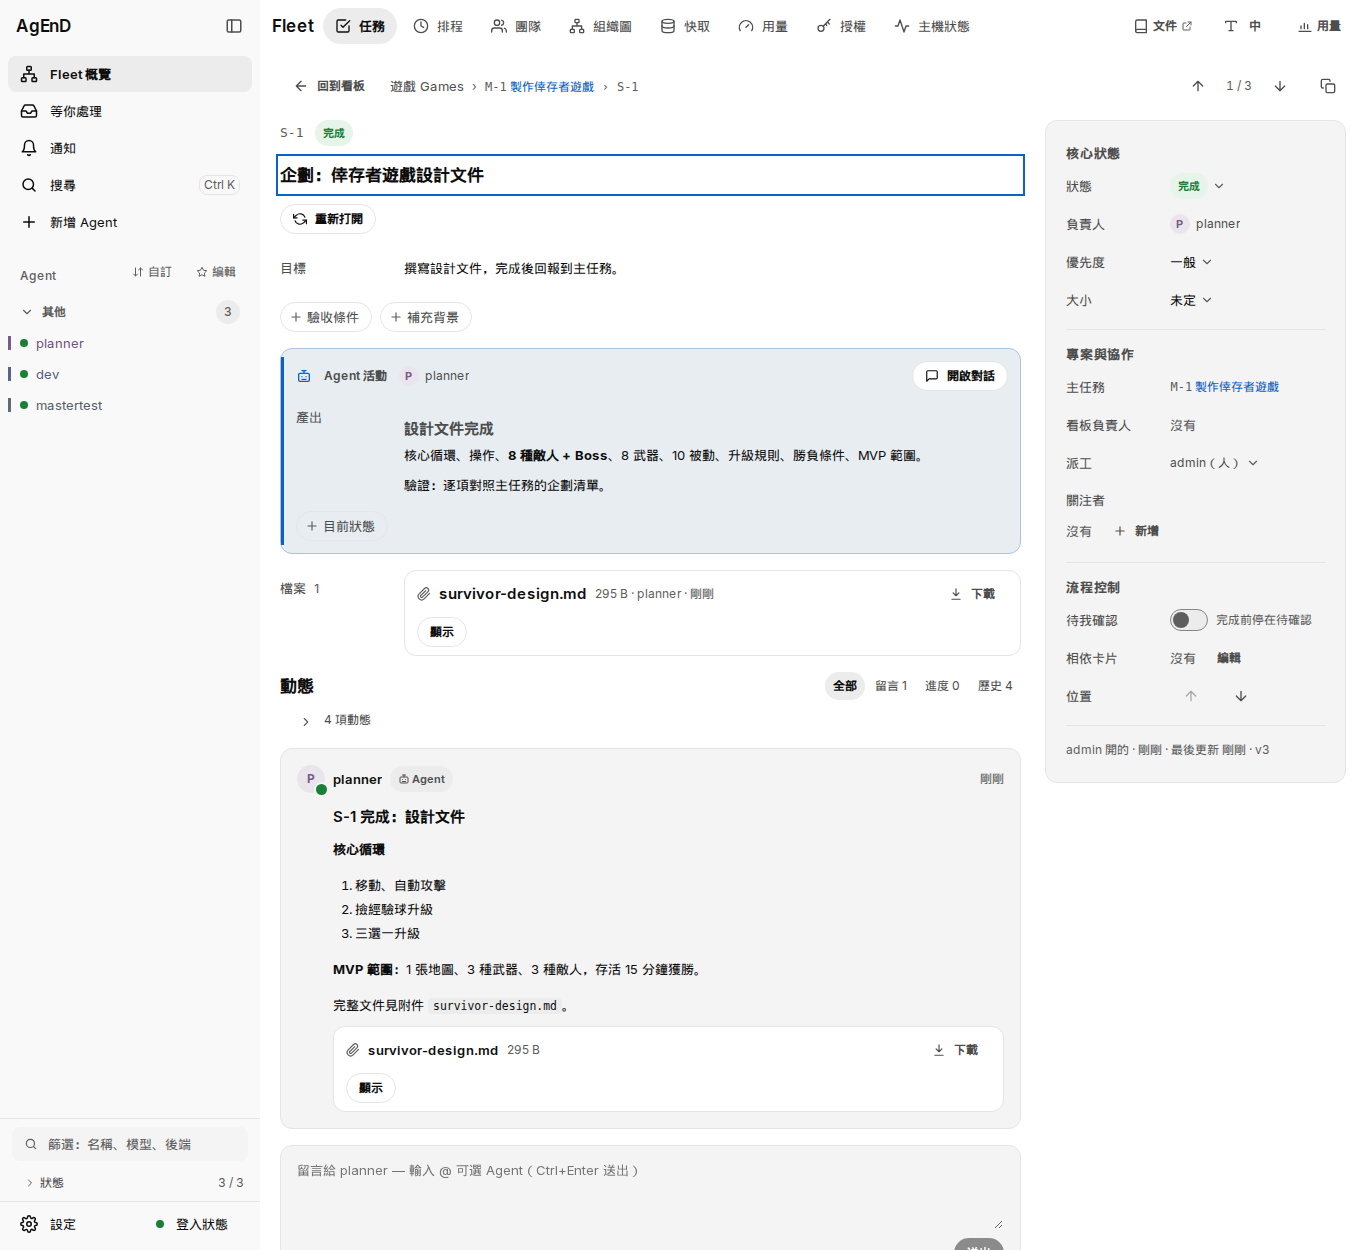 AgEnD
Fleet 概覽
等你處理
通知
搜尋 Ctrl K
新增 Agent
Agent 自訂 編輯
其他 3
planner
dev
mastertest
篩選：名稱、模型、後端
狀態 3 / 3
設定 登入狀態
Fleet 任務 排程 團隊 組織圖 快取 用量 授權 主機狀態 文件 中 用量
回到看板 遊戲 Games › M-1 製作倖存者遊戲 › S-1 1 / 3
S-1 完成
企劃：倖存者遊戲設計文件
重新打開
目標 撰寫設計文件，完成後回報到主任務。
驗收條件 補充背景
Agent 活動 P planner 開啟對話
產出
設計文件完成
核心循環、操作、8 種敵人 + Boss、8 武器、10 被動、升級規則、勝負條件、MVP 範圍。
驗證：逐項對照主任務的企劃清單。
目前狀態
檔案 1 survivor-design.md 295 B · planner · 剛剛 下載
顯示
動態 全部 留言 1 進度 0 歷史 4
4 項動態
P planner Agent 剛剛
S-1 完成：設計文件
核心循環
1. 移動、自動攻擊
2. 撿經驗球升級
3. 三選一升級
MVP 範圍：1 張地圖、3 種武器、3 種敵人，存活 15 分鐘獲勝。
完整文件見附件 survivor-design.md。
survivor-design.md 295 B 下載
顯示
留言給 planner — 輸入 @ 可選 Agent（Ctrl+Enter 送出）
核心狀態
狀態 完成
負責人 P planner
優先度 一般
大小 未定
專案與協作
主任務 M-1 製作倖存者遊戲
看板負責人 沒有
派工 admin（人）
關注者
沒有 新增
流程控制
待我確認 完成前停在待確認
相依卡片 沒有 編輯
位置
admin 開的 · 剛剛 · 最後更新 剛剛 · v3